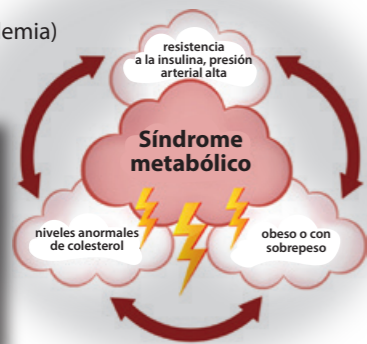 emia)
resistencia
a la insulina, presión
arterial alta
Síndrome
metabólico
niveles anormales
de colesterol
obeso o con
sobrepeso